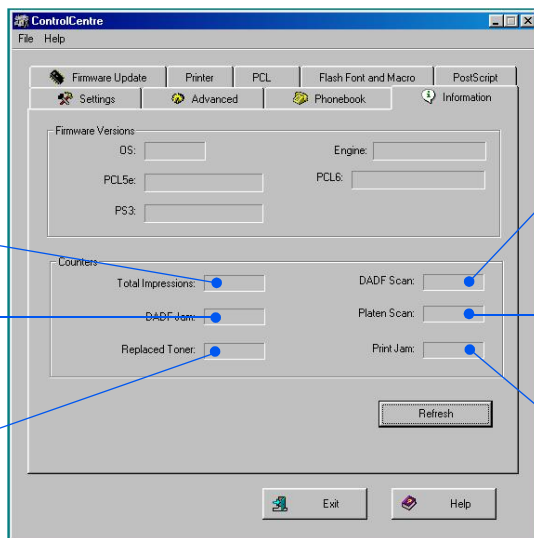 ControlCentre
File Help
Firmware Update Printer PCL Flash Font and Macro PostScript
Settings Advanced Phonebook Information
Firmware Versions
OS: Engine:
PCL5e: PCL6:
PS3:
Counters
Total Impressions: DADF Scan:
DADF Jam: Platen Scan:
Replaced Toner: Print Jam:
Refresh
Exit Help